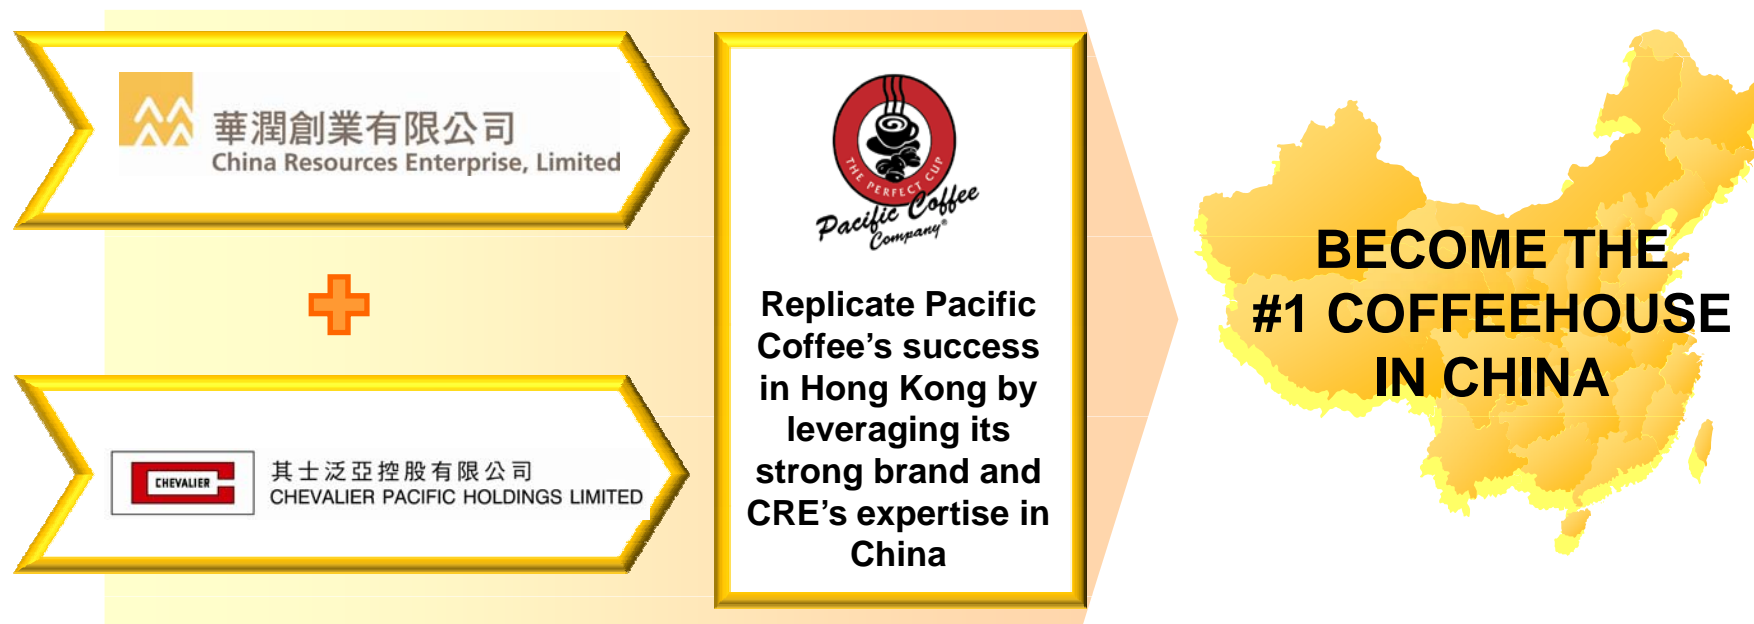 華潤創業有限公司
China Resources Enterprise, Limited
其士泛亞控股有限公司
CHEVALIER
CHEVALIER PACIFIC HOLDINGS LIMITED
THE PERFECT CUP
Pacific Coffee
Company®
Replicate Pacific
Coffee’s success
in Hong Kong by
leveraging its
strong brand and
CRE’s expertise in
China
BECOME THE
#1 COFFEEHOUSE
IN CHINA